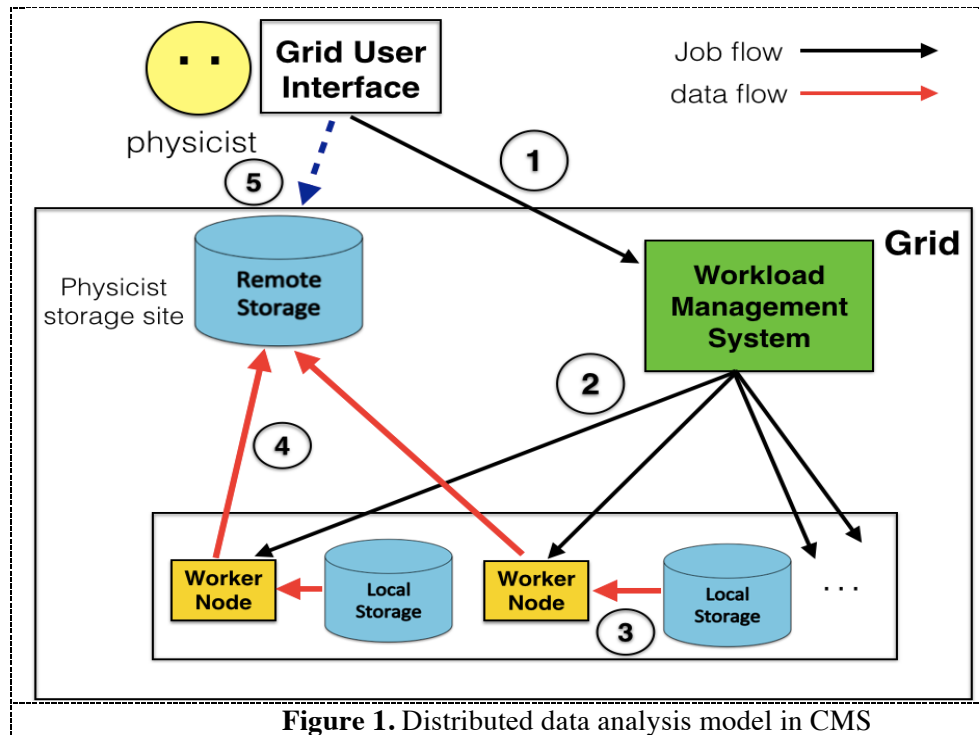 Grid User
Interface
Job flow
data flow
physicist
1
5
Grid
Physicist
storage site
Remote
Storage
Workload
Management
System
2
4
Worker
Node
Local
Storage
Worker
Node
Local
Storage
...
3
Figure 1. Distributed data analysis model in CMS